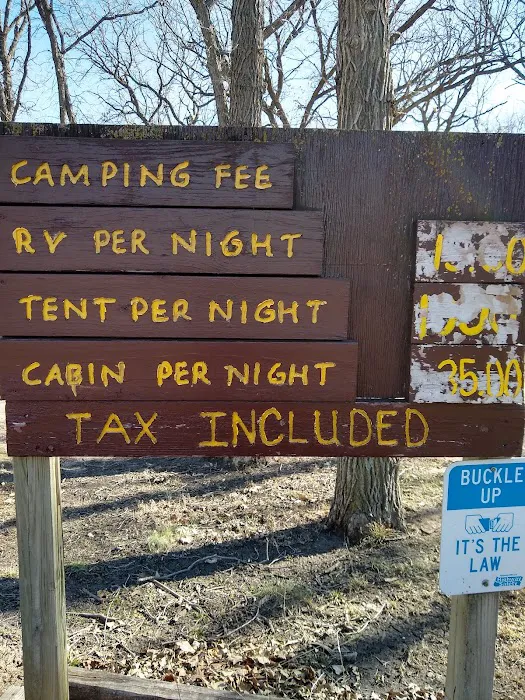 CAMPING FEE
RV PER NIGHT
TENT PER NIGHT
CABIN PER NIGHT 35.00
TAX INCLUDED
BUCKLE
UP
IT'S THE
LAW